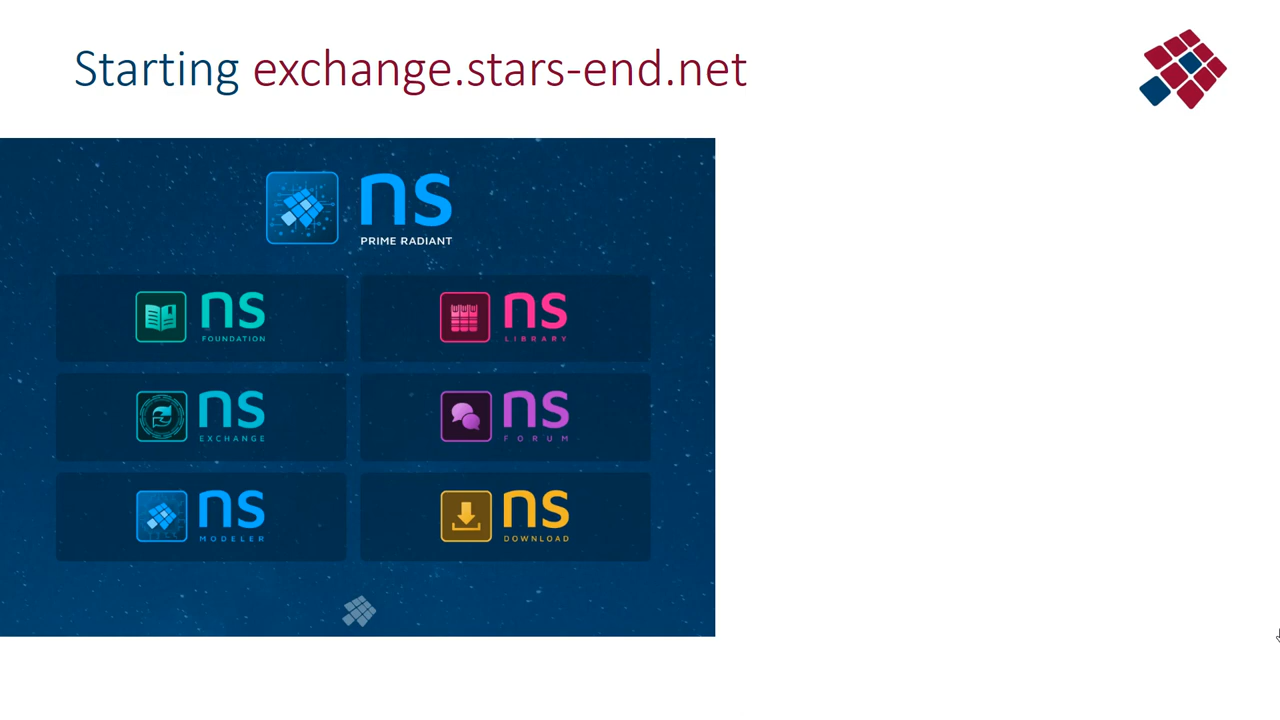 Starting exchange.stars-end.net
ns
PRIME RADIANT
ns
FOUNDATION
ns
LIBRARY
ns
EXCHANGE
ns
FORUM
ns
MODELER
ns
DOWNLOAD